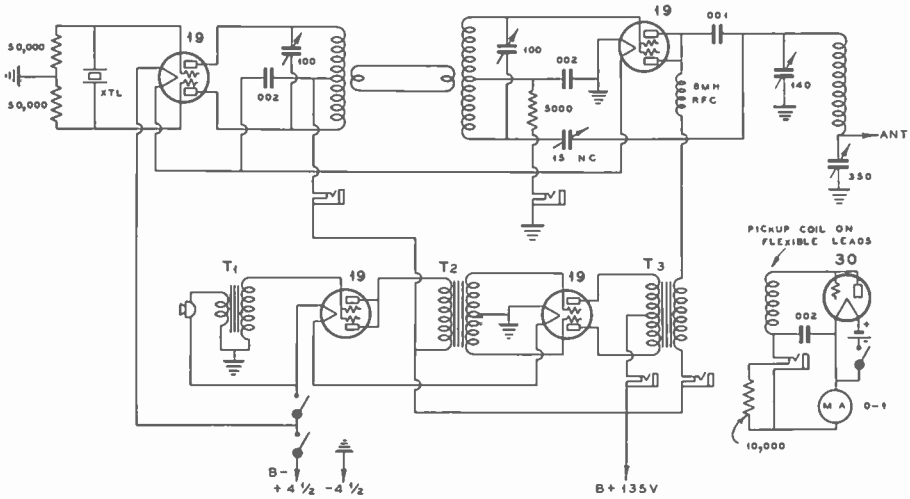 50,000
50,000
XTL
19
002
100
100
002
5000
15 NC
19
001
8MH
RFC
140
ANT
350
T1
19
T2
19
T3
PICKUP COIL ON
FLEXIBLE LEADS
30
002
+
-
MA
0-1
10,000
B-
+ 4 1/2
-4 1/2
B+ 135V